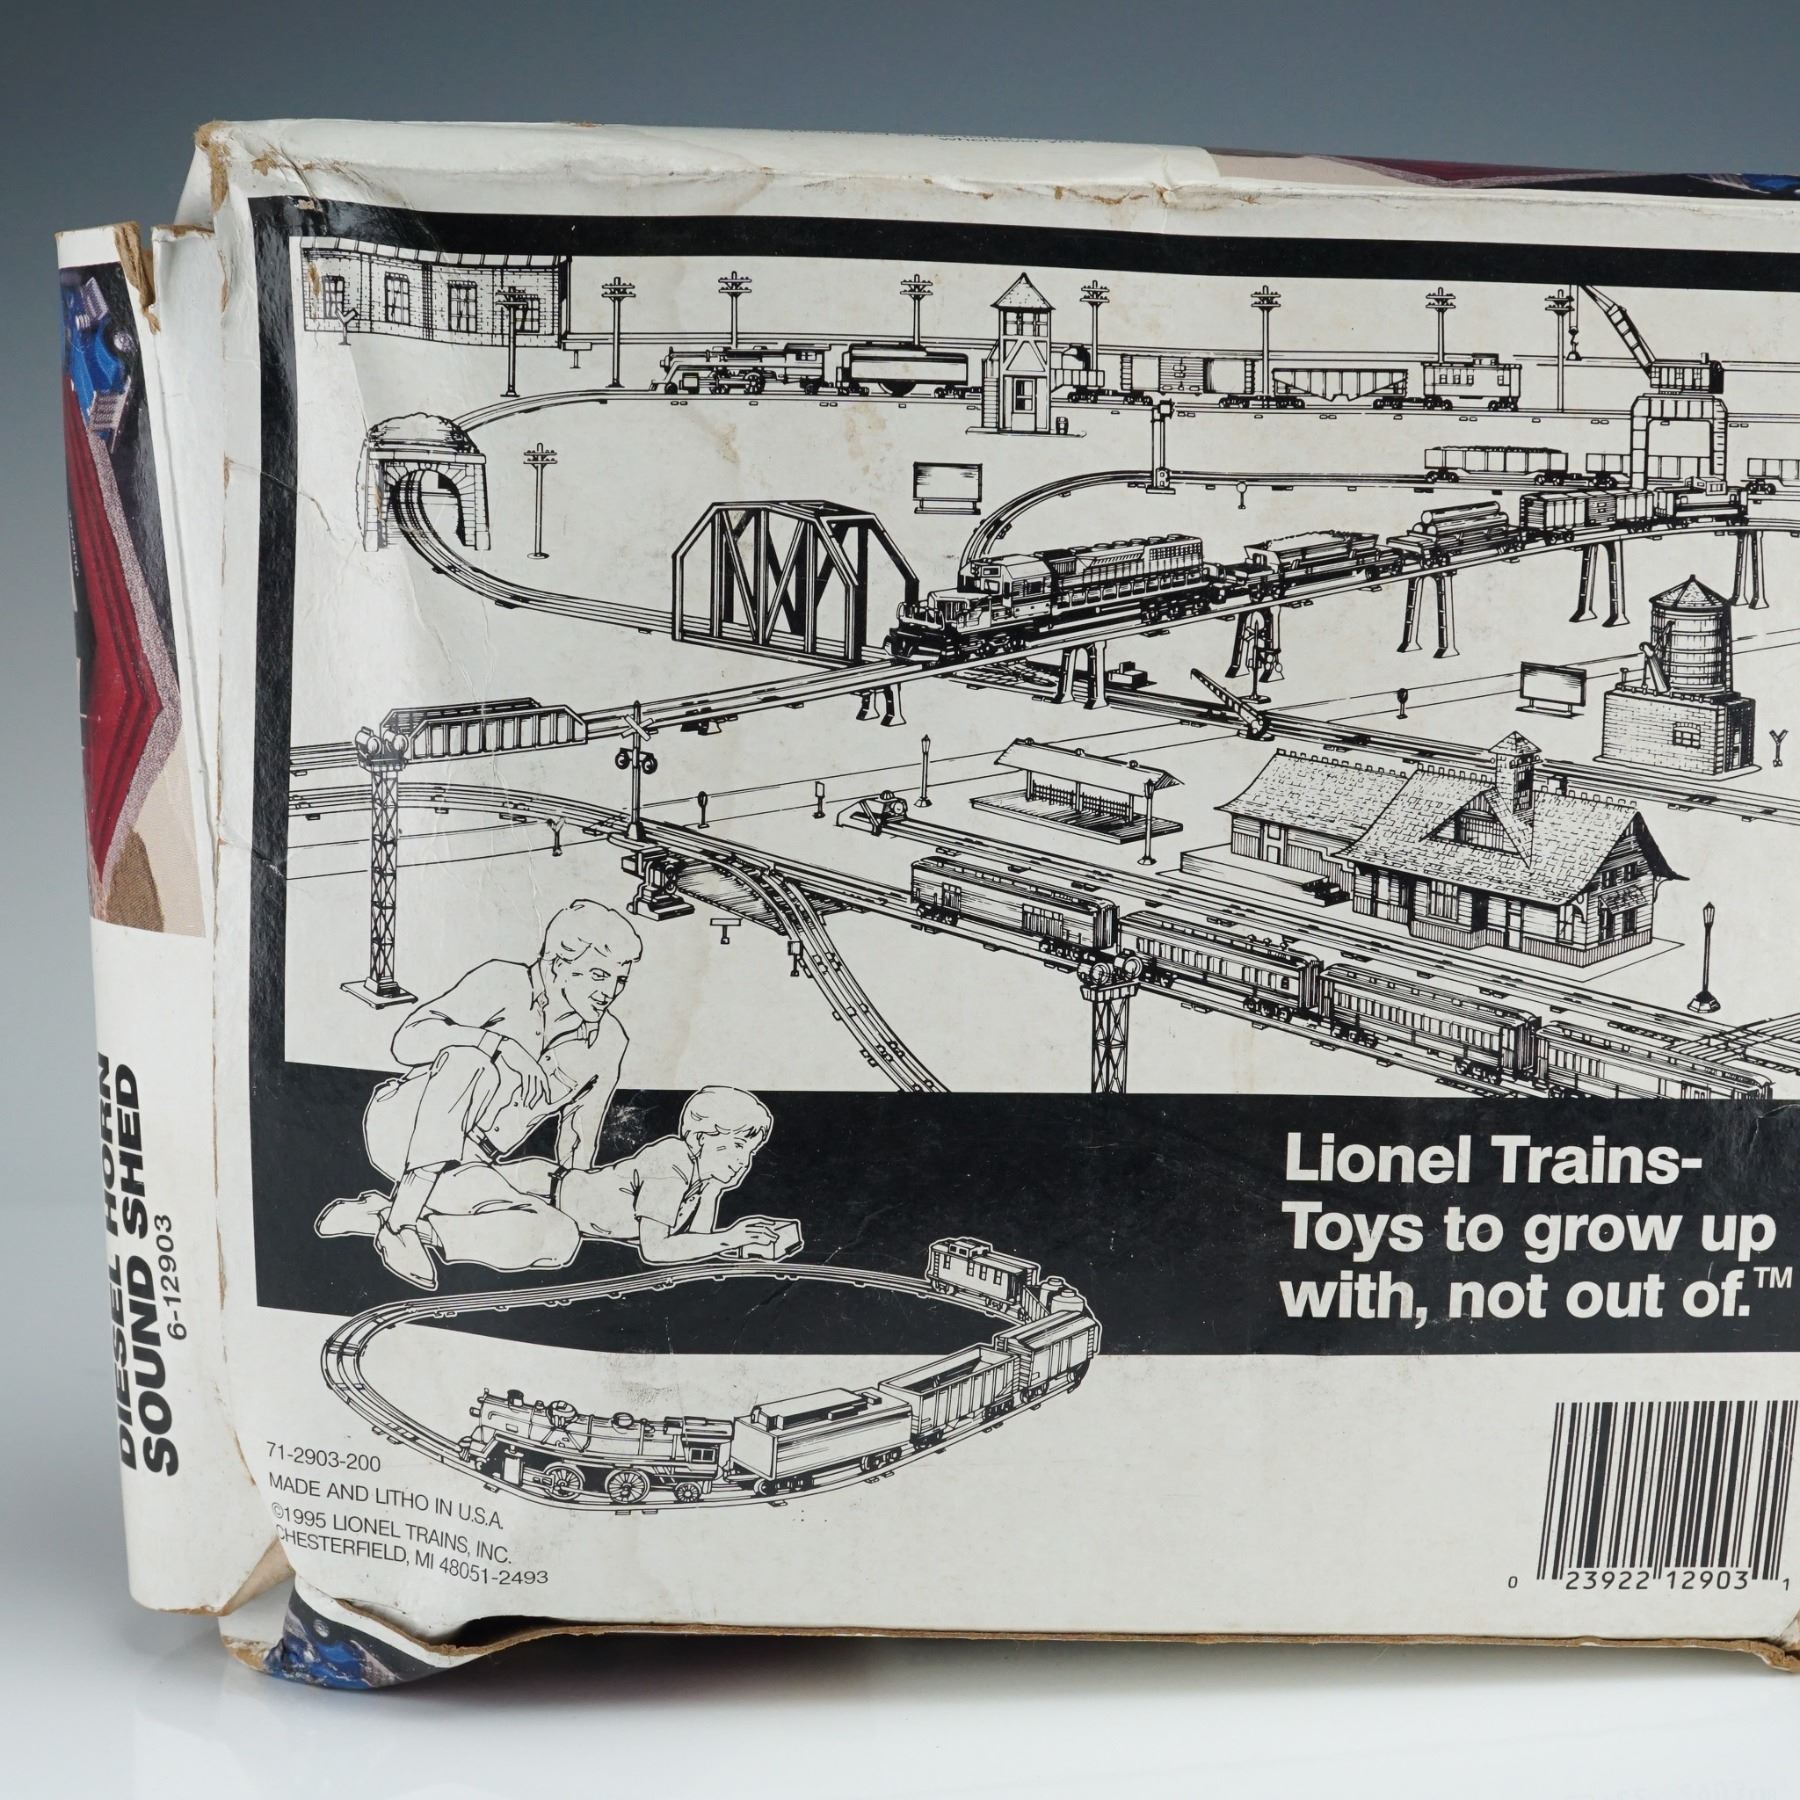 DIESEL HORN
SOUND SHED
6-12903
Lionel Trains-
Toys to grow up
with, not out of.™
71-2903-200
MADE AND LITHO IN U.S.A.
©1995 LIONEL TRAINS, INC.
CHESTERFIELD, MI 48051-2493
0 23922 12903 1